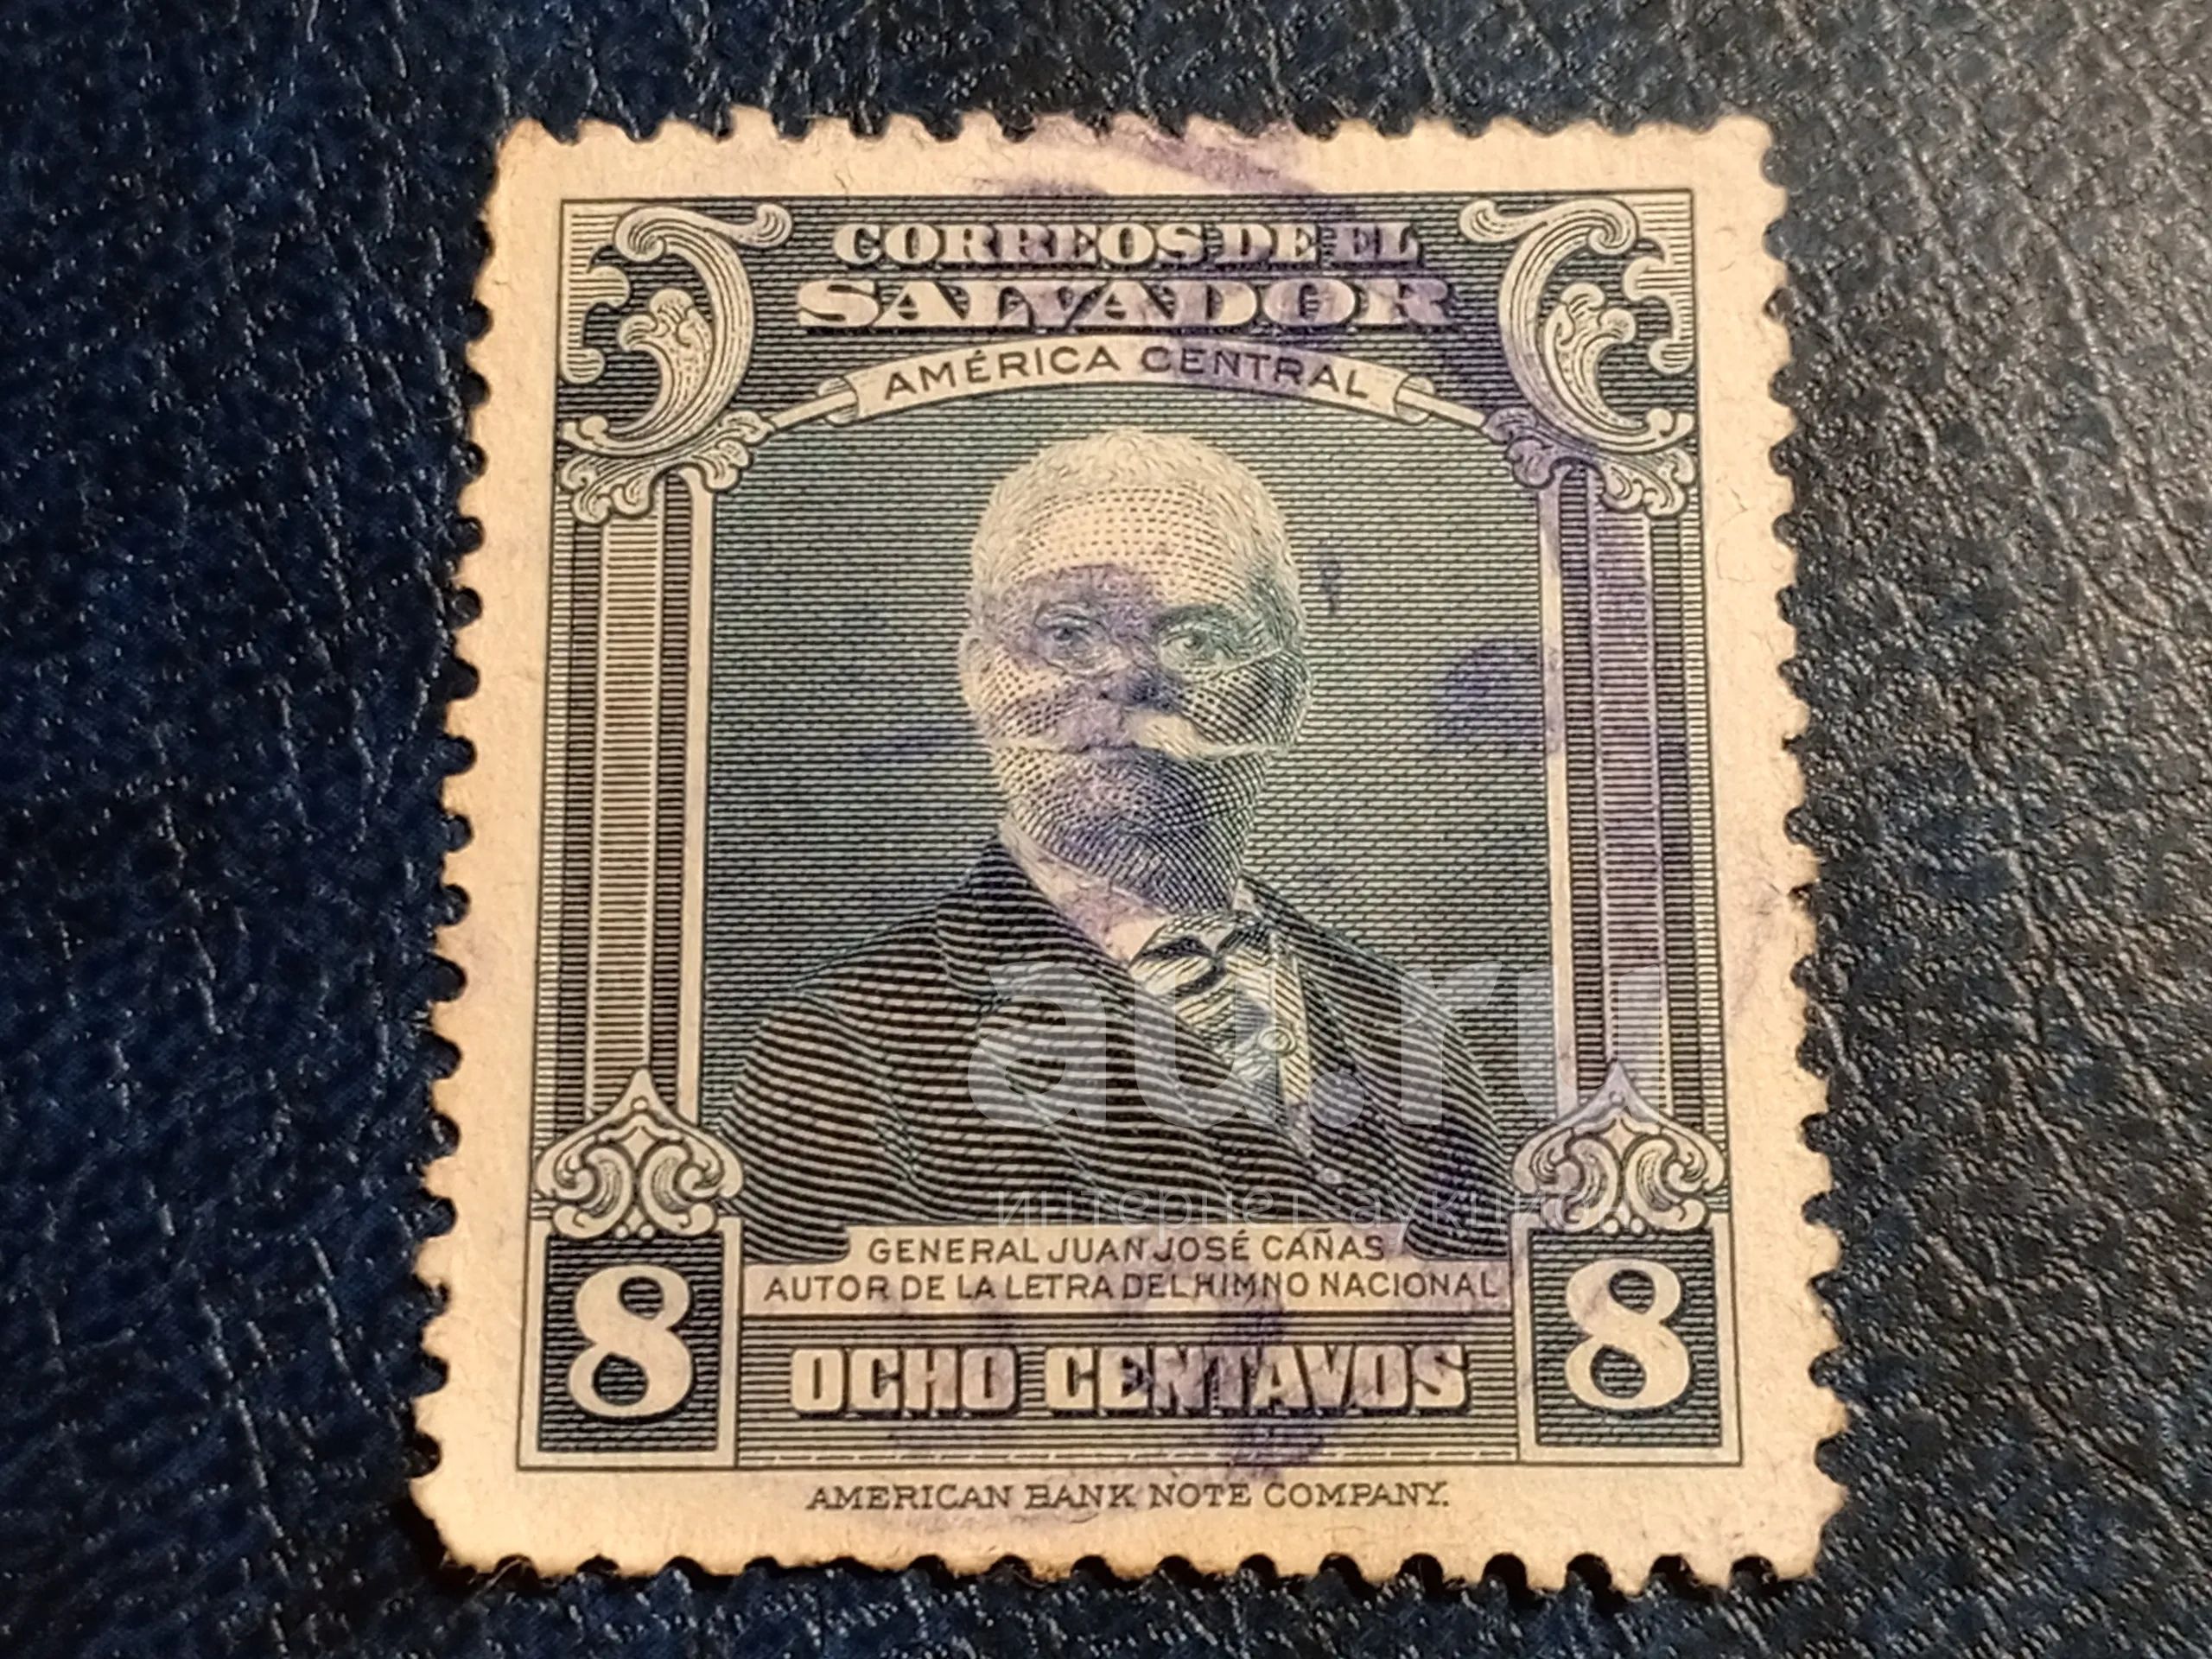 CORREOS DE EL
SALVADOR
AMÉRICA CENTRAL
au.ru
интернет-аукцион
GENERAL JUAN JOSÉ CAÑAS
AUTOR DE LA LETRA DEL HIMNO NACIONAL
8
OCHO CENTAVOS
8
AMERICAN BANK NOTE COMPANY.